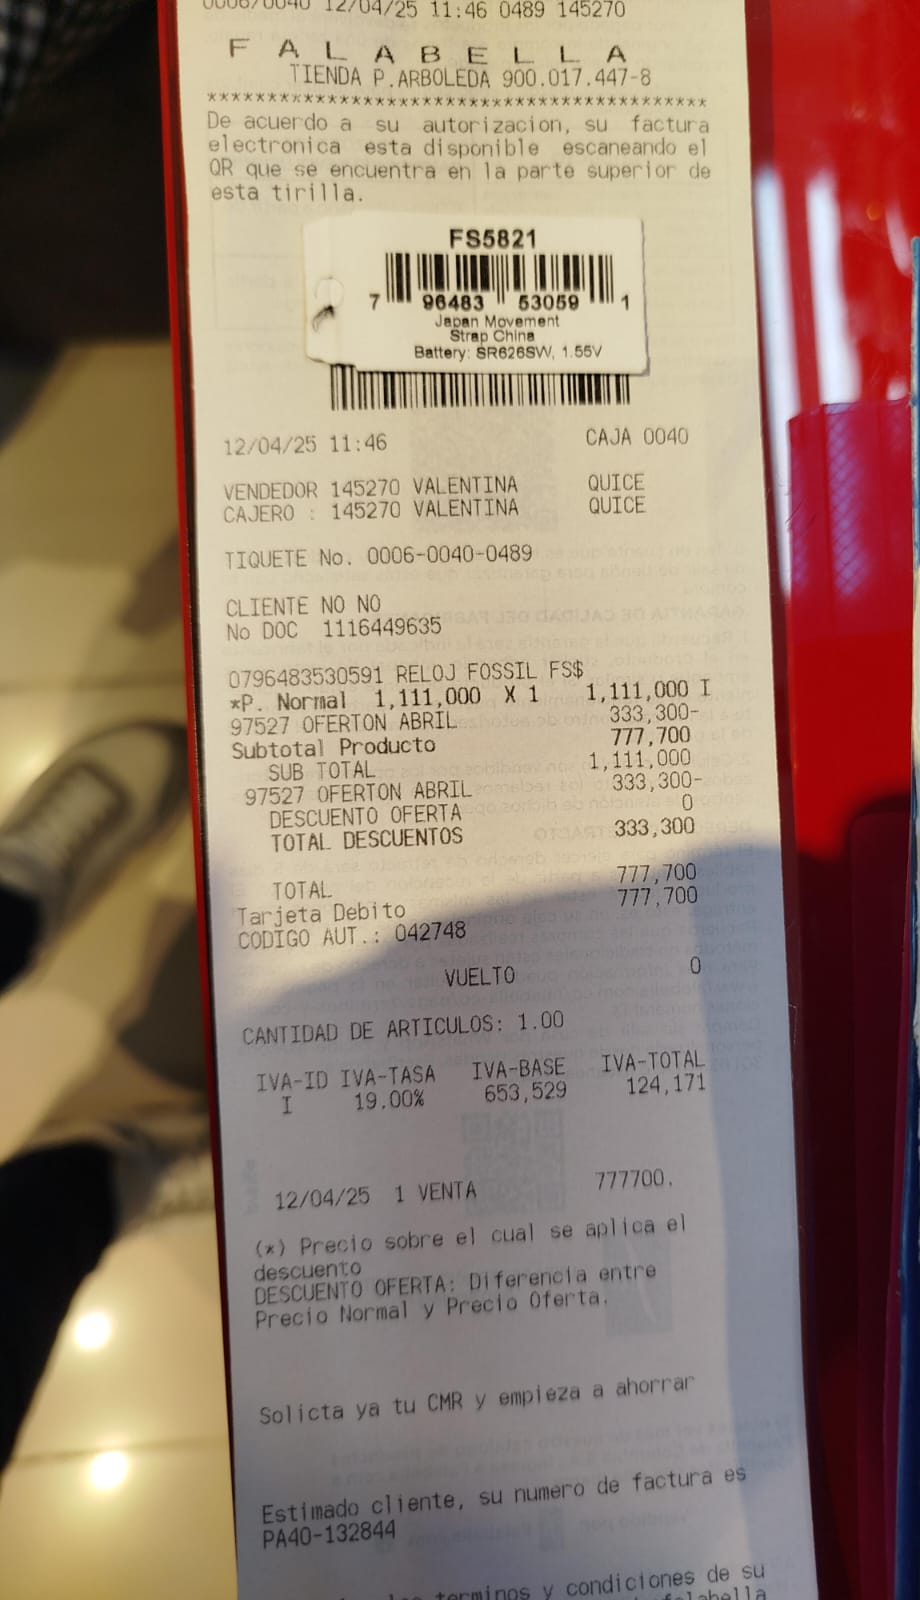 0006/0040 12/04/25 11:46 0489 145270
FALABELLA
TIENDA P.ARBOLEDA 900.017.447-8
******************************************
De acuerdo a su autorizacion, su factura
electronica esta disponible escaneando el
QR que se encuentra en la parte superior de
esta tirilla.
FS5821
7 96483 53059 1
Japan Movement
Strap China
Battery: SR626SW, 1.55V
12/04/25 11:46 CAJA 0040
VENDEDOR 145270 VALENTINA QUICE
CAJERO : 145270 VALENTINA QUICE
TIQUETE No. 0006-0040-0489
CLIENTE NO NO
No DOC 1116449635
0796483530591 RELOJ FOSSIL FS$
*P. Normal 1,111,000 X 1 1,111,000 I
97527 OFERTON ABRIL 333,300-
Subtotal Producto 777,700
SUB TOTAL 1,111,000
97527 OFERTON ABRIL 333,300-
DESCUENTO OFERTA 0
TOTAL DESCUENTOS 333,300
TOTAL 777,700
Tarjeta Debito 777,700
CODIGO AUT.: 042748
VUELTO 0
CANTIDAD DE ARTICULOS: 1.00
IVA-ID IVA-TASA IVA-BASE IVA-TOTAL
I 19.00% 653,529 124,171
12/04/25 1 VENTA 777700.
(*) Precio sobre el cual se aplica el
descuento
DESCUENTO OFERTA: Diferencia entre
Precio Normal y Precio Oferta.
Solicta ya tu CMR y empieza a ahorrar
Estimado cliente, su numero de factura es
PA40-132844
terminos y condiciones de su